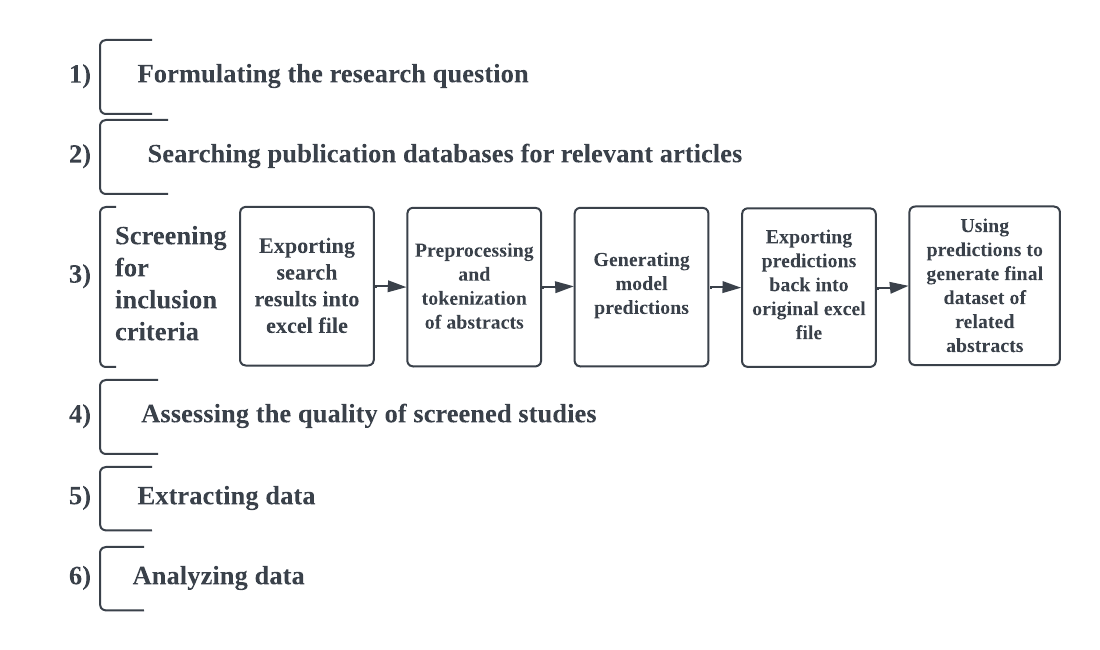 1) Formulating the research question
2) Searching publication databases for relevant articles
3) Screening
for
inclusion
criteria
Exporting
search
results into
excel file
Preprocessing
and
tokenization
of abstracts
Generating
model
predictions
Exporting
predictions
back into
original excel
file
Using
predictions to
generate final
dataset of
related
abstracts
4) Assessing the quality of screened studies
5) Extracting data
6) Analyzing data